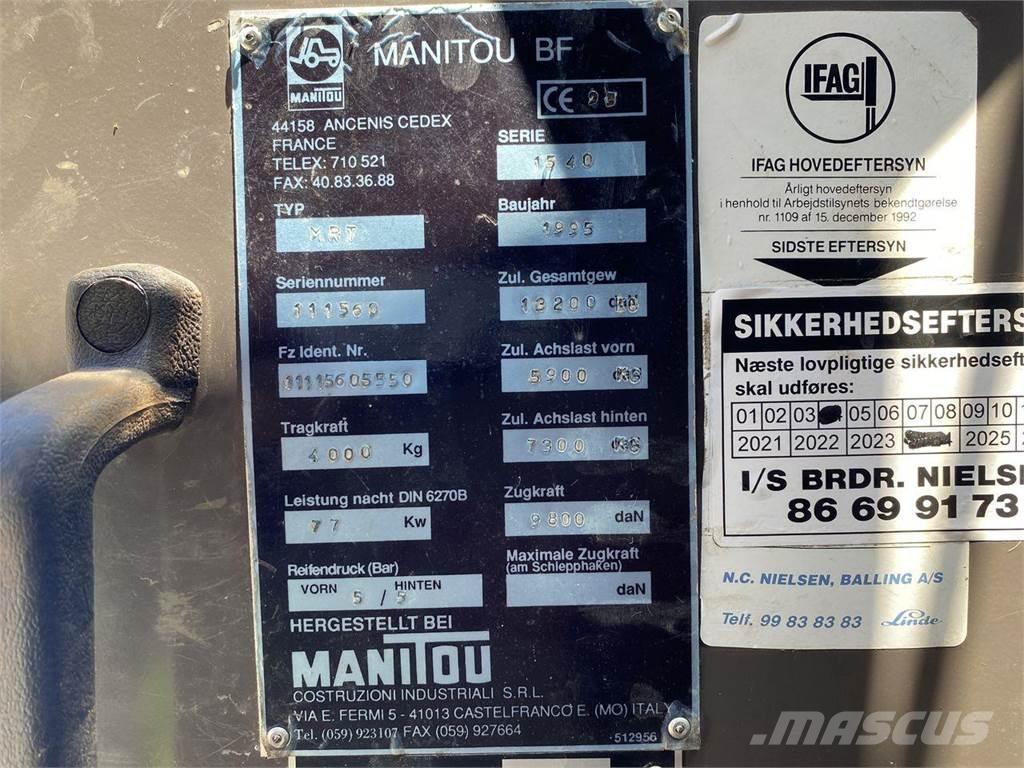 MANITOU
MANITOU BF
CE
44158 ANCENIS CEDEX
FRANCE
TELEX: 710 521
FAX: 40.83.36.88
SERIE
1540
TYP
MRT
Baujahr
1995
Seriennummer
111560
Zul. Gesamtgew
13200
Fz Ident. Nr.
11115605550
Zul. Achslast vorn
5900
Tragkraft
4000 Kg
Zul. Achslast hinten
7300
Leistung nacht DIN 6270B
77 Kw
Zugkraft
9800 daN
Reifendruck (Bar)
VORN 5 / 5 HINTEN
Maximale Zugkraft
(am Schlepphaken)
daN
HERGESTELLT BEI
MANITOU
COSTRUZIONI INDUSTRIALI S.R.L.
VIA E. FERMI 5 - 41013 CASTELFRANCO E. (MO) ITALY
Tel. (059) 923107 FAX (059) 927664
512956
IFAG
IFAG HOVEDEFTERSYN
Årligt hovedeftersyn
i henhold til Arbejdstilsynets bekendtgørelse
nr. 1109 af 15. december 1992
SIDSTE EFTERSYN
SIKKERHEDSEFTERS
Næste lovpligtige sikkerhedseft
skal udføres:
01 02 03 05 06 07 08 09 10
2021 2022 2023 2025
I/S BRDR. NIELSE
86 69 91 73
N.C. NIELSEN, BALLING A/S
Telf. 99 83 83 83 Linde
MASCUS